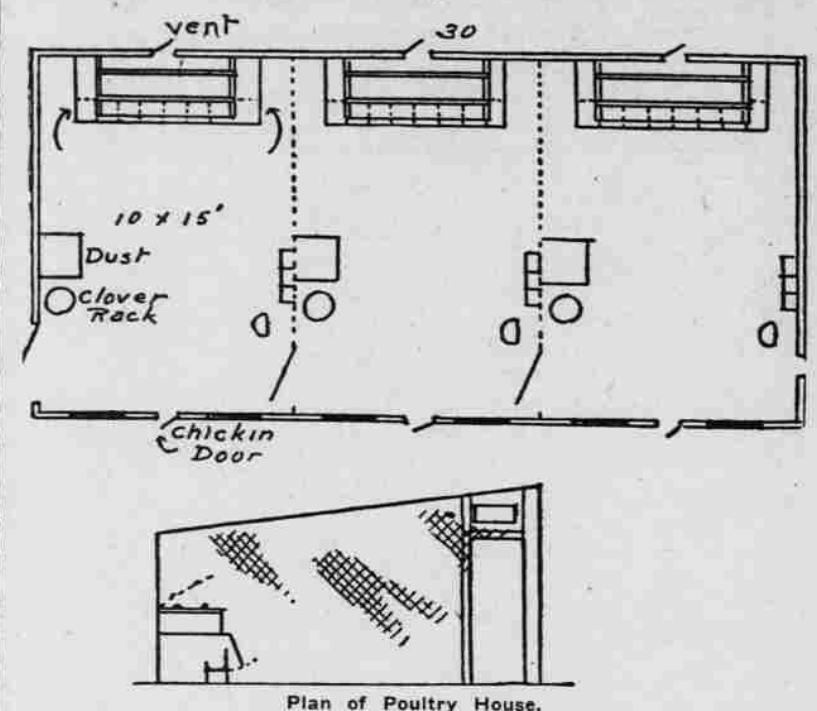 vent
30
10 x 15'
Dust
Clover
Rack
chickin
Door
Plan of Poultry House.